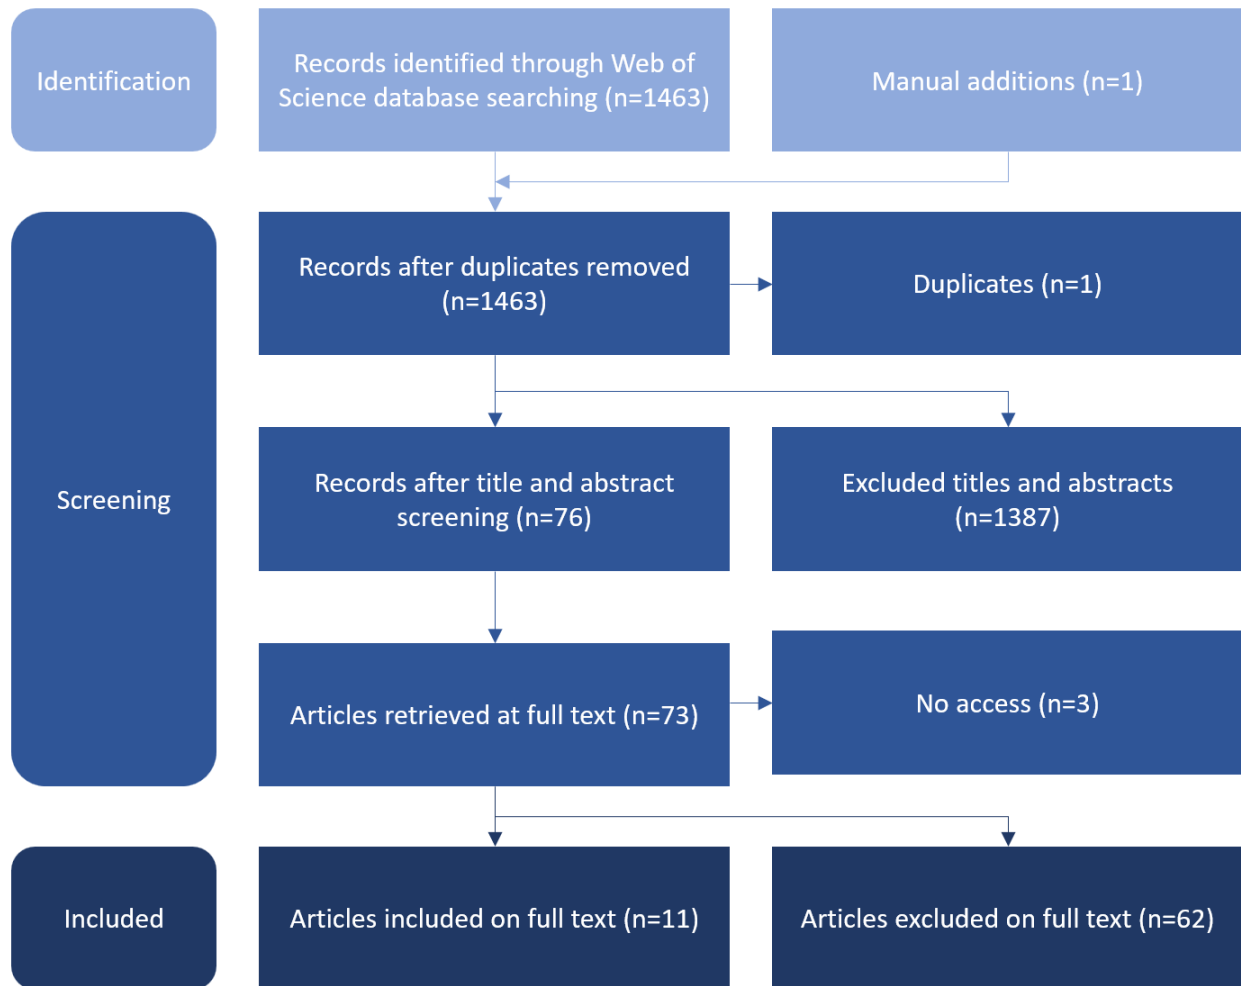 Identification
Records identified through Web of
Science database searching (n=1463)
Manual additions (n=1)
Records after duplicates removed
(n=1463)
Duplicates (n=1)
Screening
Records after title and abstract
screening (n=76)
Excluded titles and abstracts
(n=1387)
Articles retrieved at full text (n=73)
No access (n=3)
Included
Articles included on full text (n=11)
Articles excluded on full text (n=62)